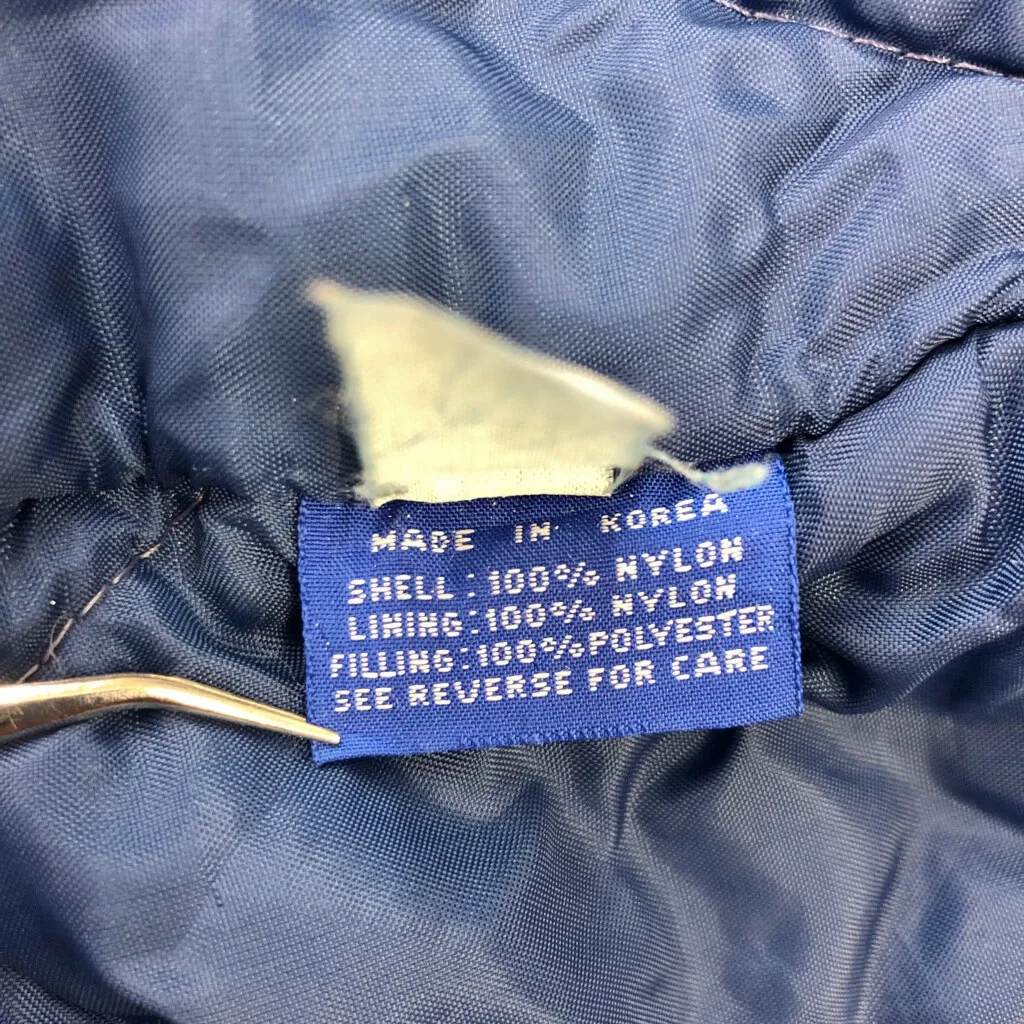 MADE IN KOREA
SHELL: 100% NYLON
LINING: 100% NYLON
FILLING: 100% POLYESTER
SEE REVERSE FOR CARE